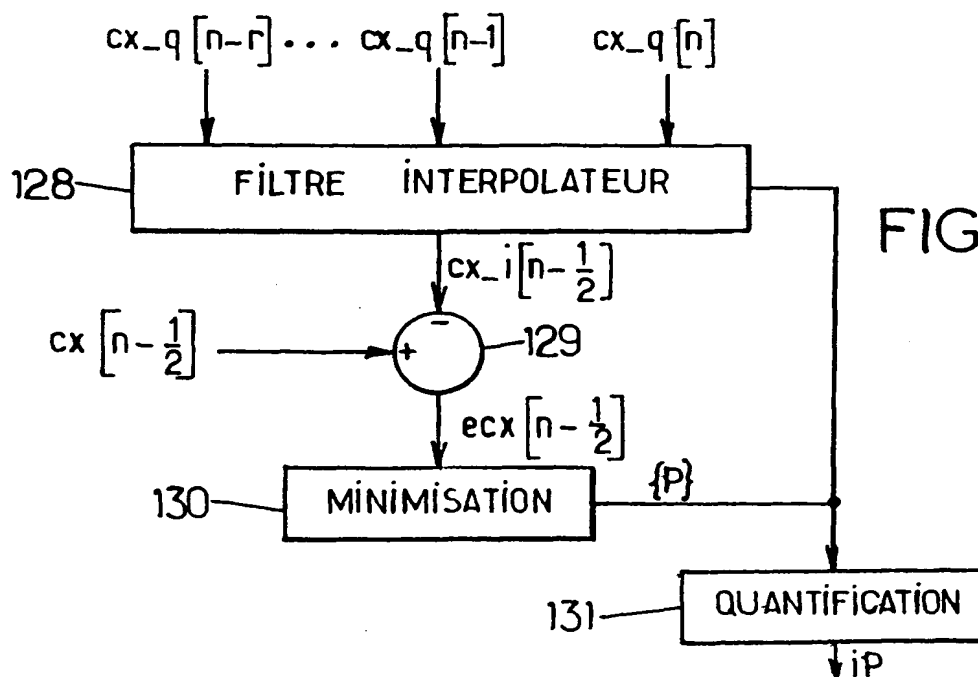 cx_q[n-r] . . . cx_q[n-1] cx_q[n]
128 FiLTRE iNTERPOLATEUR
FIG
cx_i[n-1/2]
cx[n-1/2] + - 129
ecx[n-1/2]
130 MiNiMiSATiON {P}
131 QUANTiFiCATiON
iP